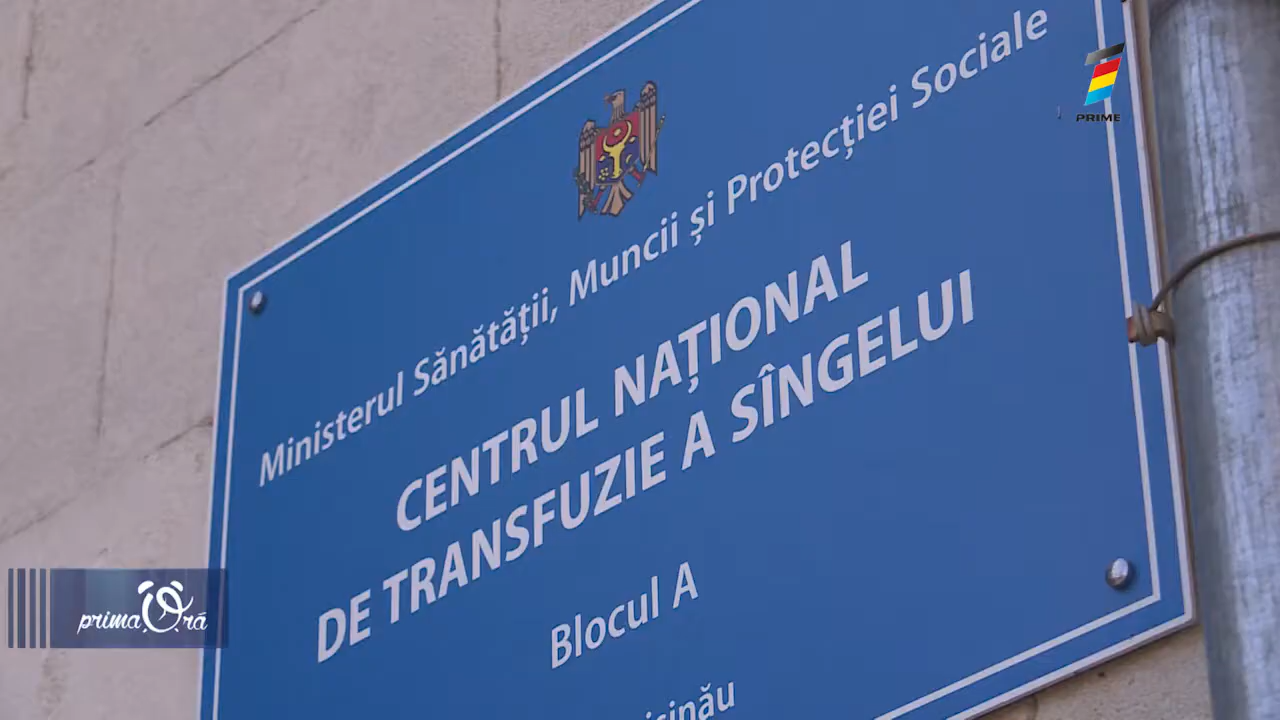 PRIME
Ministerul Sănătății, Muncii și Protecției Sociale
CENTRUL NAȚIONAL
DE TRANSFUZIE A SÎNGELUI
Blocul A
prima Oră